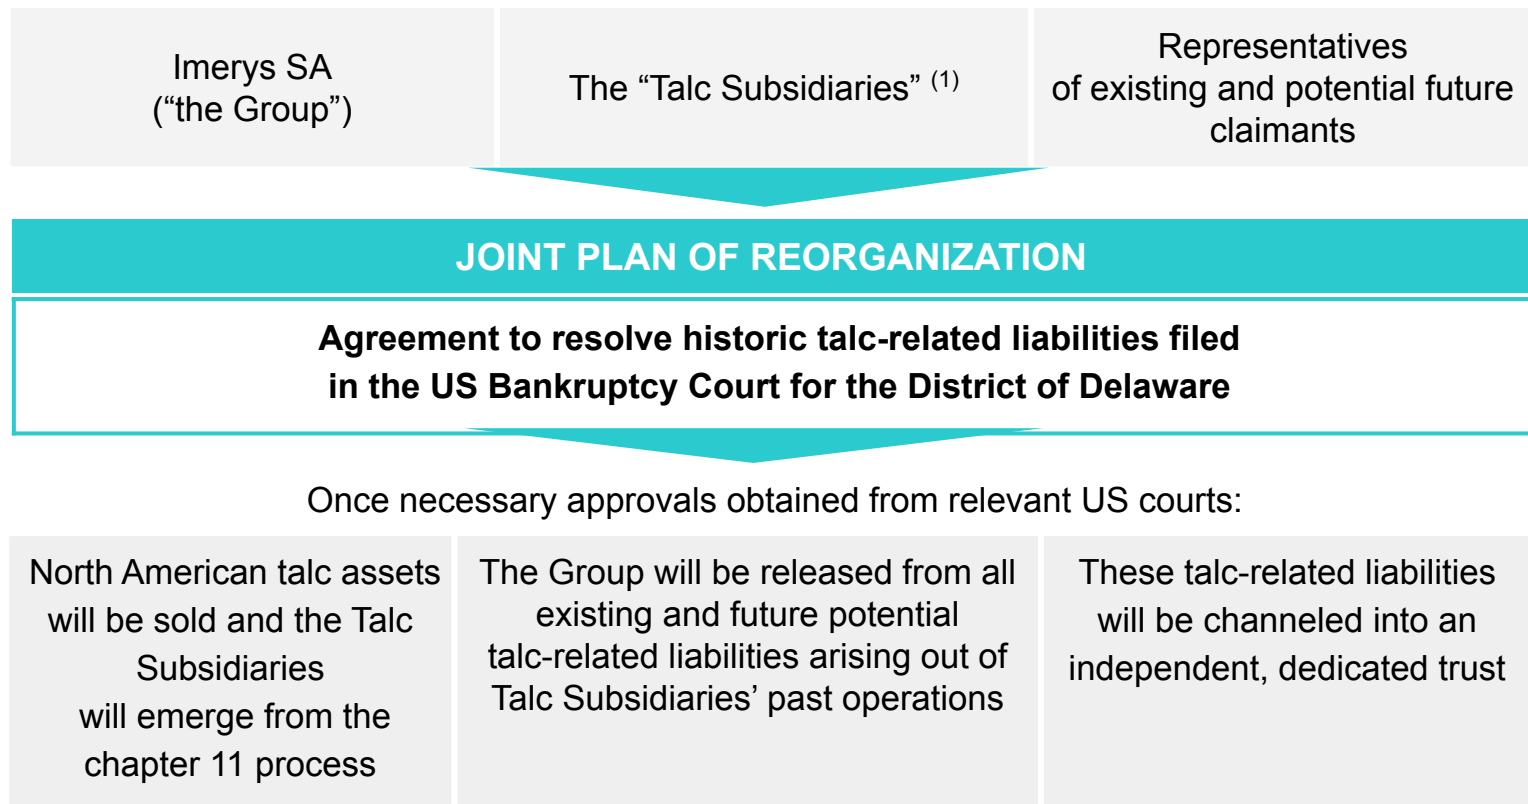 Imerys SA
(“the Group”)
The “Talc Subsidiaries” (1)
Representatives
of existing and potential future
claimants
JOINT PLAN OF REORGANIZATION
Agreement to resolve historic talc-related liabilities filed
in the US Bankruptcy Court for the District of Delaware
Once necessary approvals obtained from relevant US courts:
North American talc assets
will be sold and the Talc
Subsidiaries
will emerge from the
chapter 11 process
The Group will be released from all
existing and future potential
talc-related liabilities arising out of
Talc Subsidiaries’ past operations
These talc-related liabilities
will be channeled into an
independent, dedicated trust